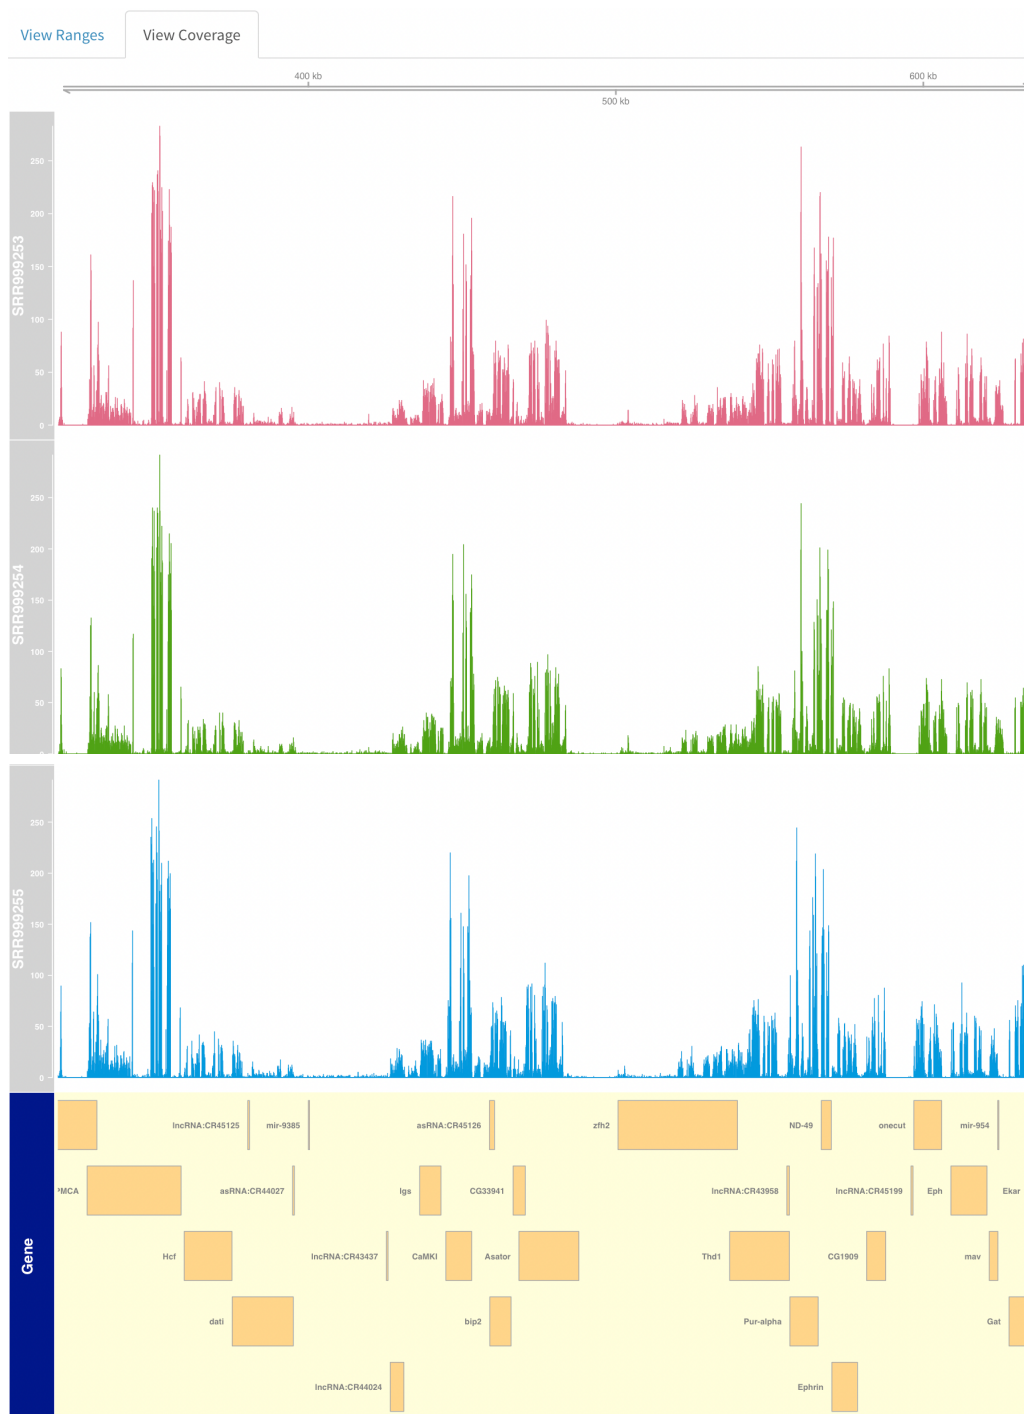 View Ranges View Coverage
400 kb 600 kb
500 kb
SRR999253
250
200
150
100
50
0
SRR999254
250
200
150
100
50
SRR999255
250
200
150
100
50
0
Gene
lncRNA:CR45125 mir-9385 asRNA:CR45126 zfh2 ND-49 onecut mir-954
PMCA asRNA:CR44027 lgs CG33941 lncRNA:CR43958 lncRNA:CR45199 Eph Ekar
Hcf lncRNA:CR43437 CaMKI Asator Thd1 CG1909 mav
dati bip2 Pur-alpha Gat
lncRNA:CR44024 Ephrin